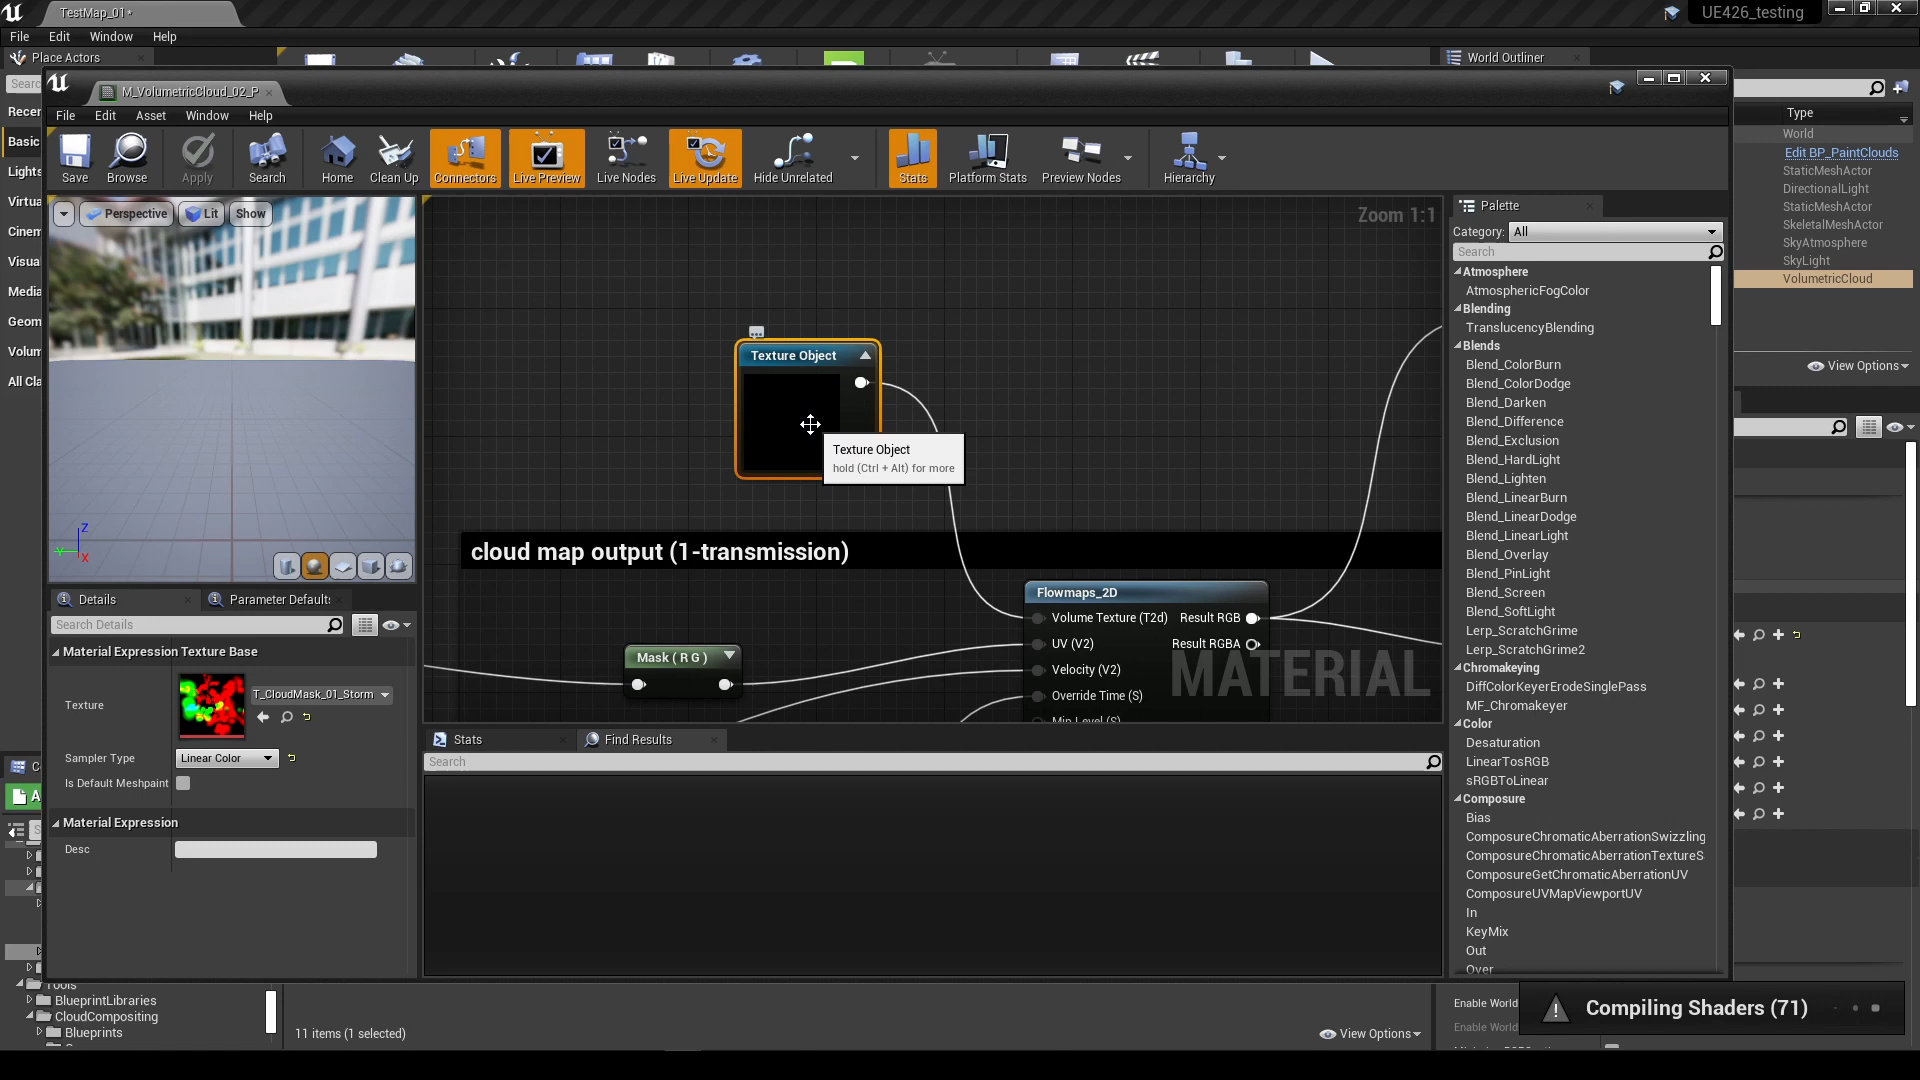 TestMap_01*
UE426_testing
File Edit Window Help
Place Actors
World Outliner
M_VolumetricCloud_02_P
File Edit Asset Window Help
Save Browse Apply Search Home Clean Up Connectors Live Preview Live Nodes Live Update Hide Unrelated Stats Platform Stats Preview Nodes Hierarchy
Basic
Lights
All Cla
Perspective Lit Show
Zoom 1:1
Texture Object
Texture Object
hold (Ctrl + Alt) for more
cloud map output (1-transmission)
Flowmaps_2D
Volume Texture (T2d) Result RGB
UV (V2) Result RGBA
Velocity (V2)
Override Time (S)
Min Level (S)
Mask ( R G )
MATERIAL
Details Parameter Defaults
Search Details
Material Expression Texture Base
Texture T_CloudMask_01_Storm
Sampler Type Linear Color
Is Default Meshpaint
Material Expression
Desc
Stats Find Results
Search
Palette
Category: All
Search
Atmosphere
AtmosphericFogColor
Blending
TranslucencyBlending
Blends
Blend_ColorBurn
Blend_ColorDodge
Blend_Darken
Blend_Difference
Blend_Exclusion
Blend_HardLight
Blend_Lighten
Blend_LinearBurn
Blend_LinearDodge
Blend_LinearLight
Blend_Overlay
Blend_PinLight
Blend_Screen
Blend_SoftLight
Lerp_ScratchGrime
Lerp_ScratchGrime2
Chromakeying
DiffColorKeyerErodeSinglePass
MF_Chromakeyer
Color
Desaturation
LinearTosRGB
sRGBToLinear
Composure
Bias
ComposureChromaticAberrationSwizzling
ComposureChromaticAberrationTextureS
ComposureGetChromaticAberrationUV
ComposureUVMapViewportUV
In
KeyMix
Out
Over
Type
World
Edit BP_PaintClouds
StaticMeshActor
DirectionalLight
StaticMeshActor
SkeletalMeshActor
SkyAtmosphere
SkyLight
VolumetricCloud
View Options
Tools
BlueprintLibraries
CloudCompositing
Blueprints
11 items (1 selected)
View Options
Enable World
Enable World
Compiling Shaders (71)